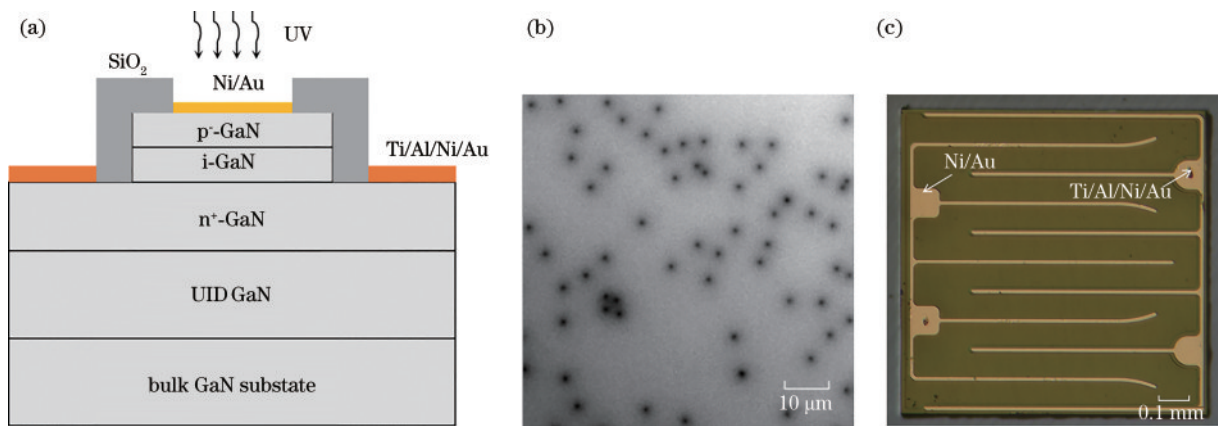 (a)
UV
SiO₂
Ni/Au
p⁻-GaN
i-GaN
Ti/Al/Ni/Au
n⁺-GaN
UID GaN
bulk GaN substate
(b)
10 μm
(c)
Ni/Au
Ti/Al/Ni/Au
0.1 mm